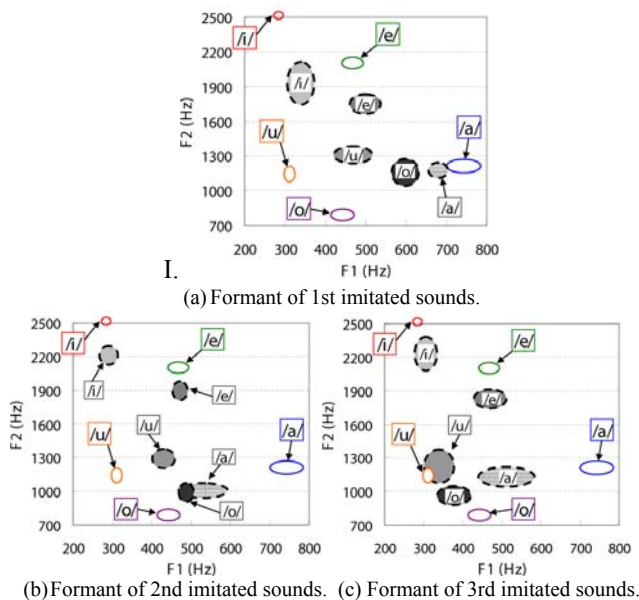 2500
/i/
/e/
2200
/i/
1900
/e/
F2 (Hz)
1600
/u/
/a/
1300
/u/
/o/
1000
/o/
/a/
700
200 300 400 500 600 700 800
F1 (Hz)
I.
(a) Formant of 1st imitated sounds.
2500
/i/
/e/
2200
/i/
/e/
1900
F2 (Hz)
1600
/u/
/u/
/a/
/a/
1300
1000
/o/
/o/
700
200 300 400 500 600 700 800
F1 (Hz)
(b) Formant of 2nd imitated sounds.
2500
/i/
/i/
/e/
2200
1900
/e/
F2 (Hz)
1600
/u/
/u/
/a/
1300
/a/
1000
/o/
/o/
700
200 300 400 500 600 700 800
F1 (Hz)
(c) Formant of 3rd imitated sounds.